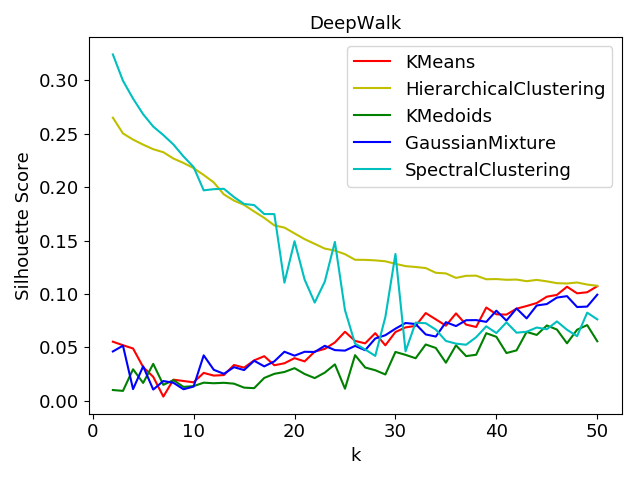 DeepWalk
KMeans
HierarchicalClustering
KMedoids
GaussianMixture
SpectralClustering
Silhouette Score
0.30
0.25
0.20
0.15
0.10
0.05
0.00
0 10 20 30 40 50
k